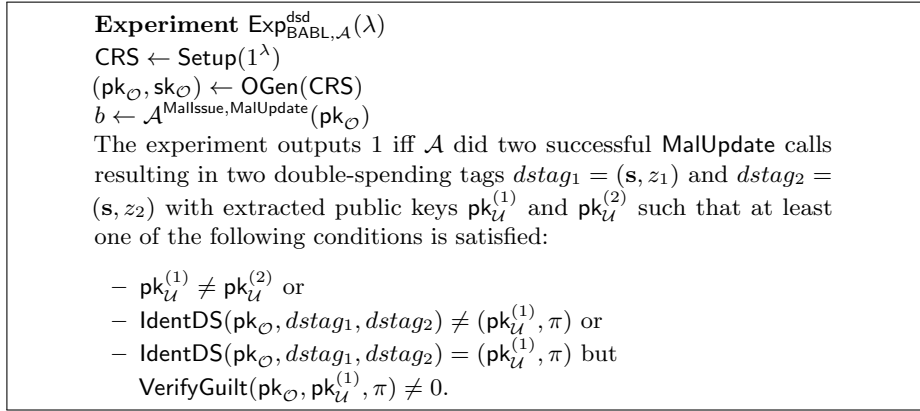 Experiment Exp^{dsd}_{BABL,𝒜}(λ)
CRS ← Setup(1^λ)
(pk_𝒪, sk_𝒪) ← OGen(CRS)
b ← 𝒜^{MalIssue,MalUpdate}(pk_𝒪)
The experiment outputs 1 iff 𝒜 did two successful MalUpdate calls
resulting in two double-spending tags dstag_1 = (s, z_1) and dstag_2 =
(s, z_2) with extracted public keys pk_𝒰^{(1)} and pk_𝒰^{(2)} such that at least
one of the following conditions is satisfied:
– pk_𝒰^{(1)} ≠ pk_𝒰^{(2)} or
– IdentDS(pk_𝒪, dstag_1, dstag_2) ≠ (pk_𝒰^{(1)}, π) or
– IdentDS(pk_𝒪, dstag_1, dstag_2) = (pk_𝒰^{(1)}, π) but
VerifyGuilt(pk_𝒪, pk_𝒰^{(1)}, π) ≠ 0.